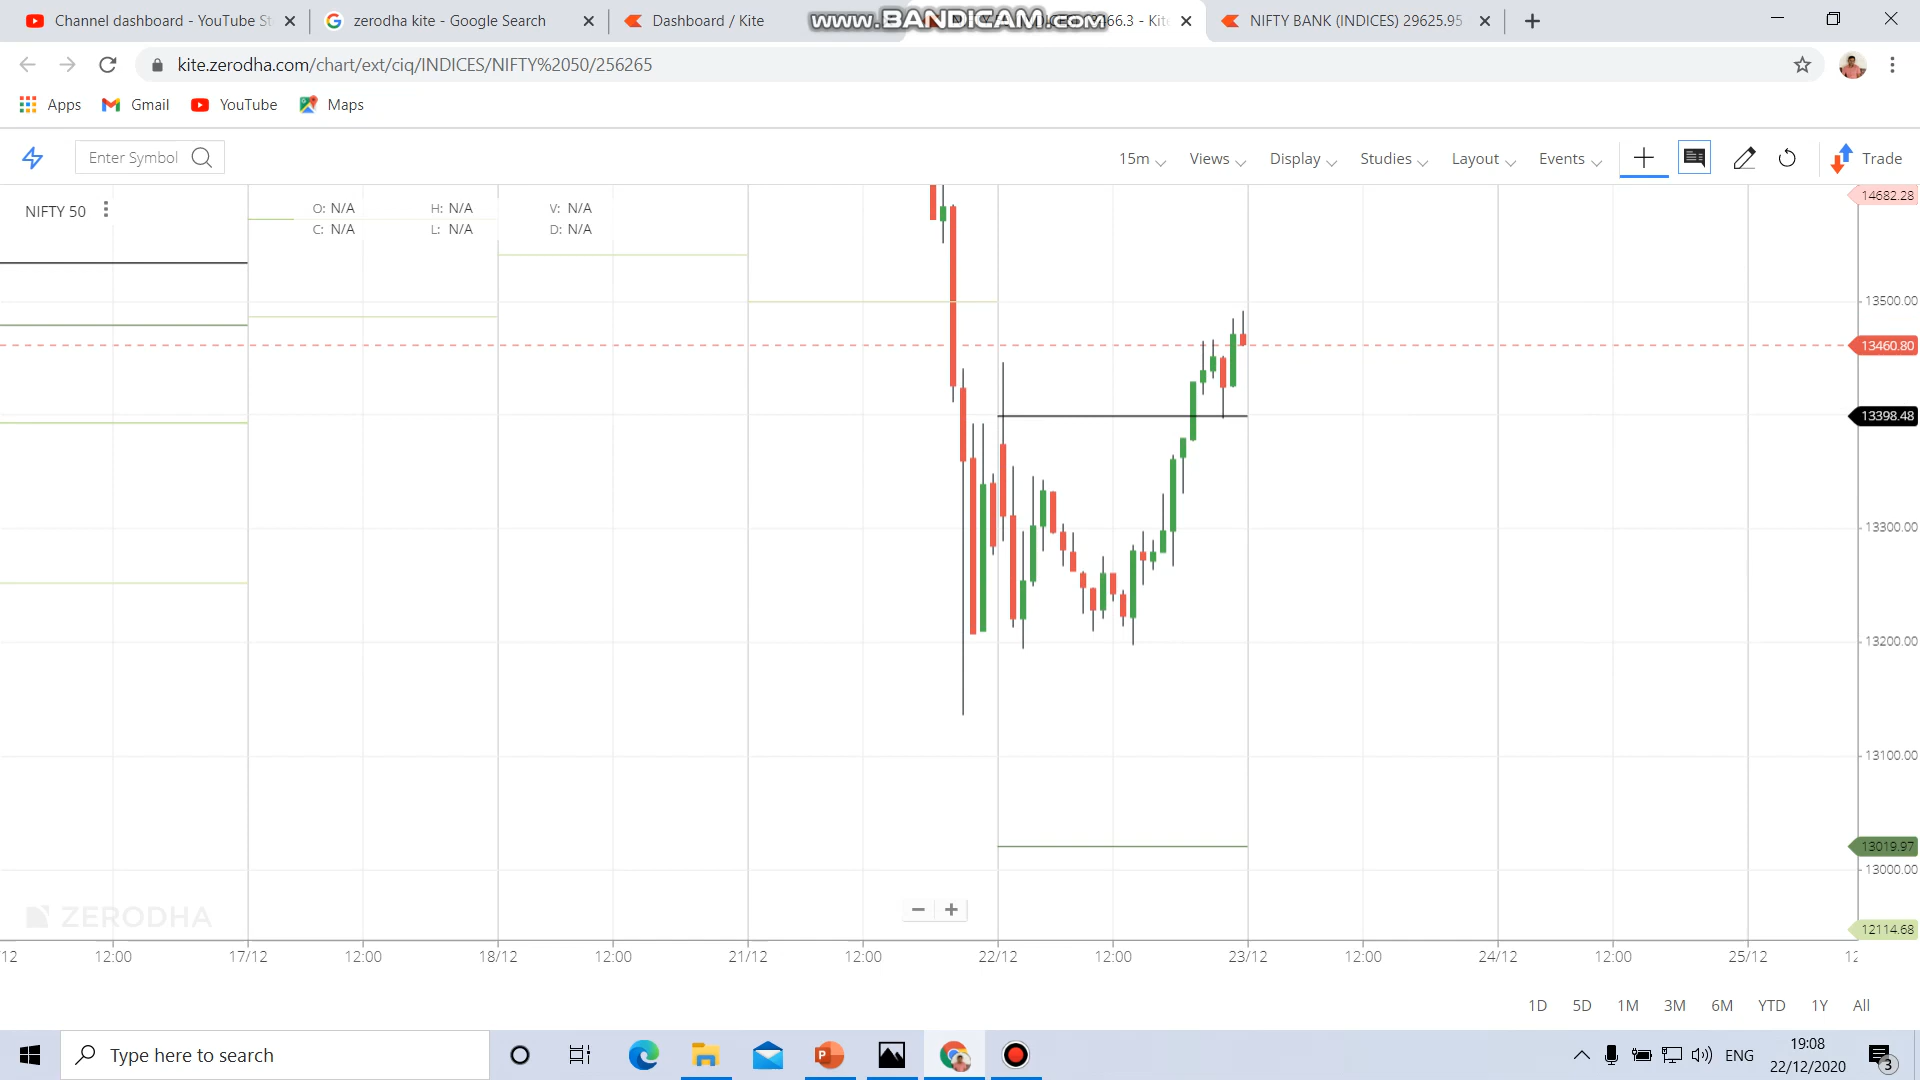 Channel dashboard - YouTube St
zerodha kite - Google Search
Dashboard / Kite
www.BANDICAM.com
466.3 - Kite
NIFTY BANK (INDICES) 29625.95
kite.zerodha.com/chart/ext/ciq/INDICES/NIFTY%2050/256265
Apps
Gmail
YouTube
Maps
Enter Symbol
15m
Views
Display
Studies
Layout
Events
Trade
NIFTY 50
O: N/A H: N/A V: N/A
C: N/A L: N/A D: N/A
14682.28
13500.00
13460.80
13398.48
13300.00
13200.00
13100.00
13019.97
13000.00
12114.68
ZERODHA
/12 12:00 17/12 12:00 18/12 12:00 21/12 12:00 22/12 12:00 23/12 12:00 24/12 12:00 25/12 12
1D 5D 1M 3M 6M YTD 1Y All
Type here to search
ENG
19:08
22/12/2020
3